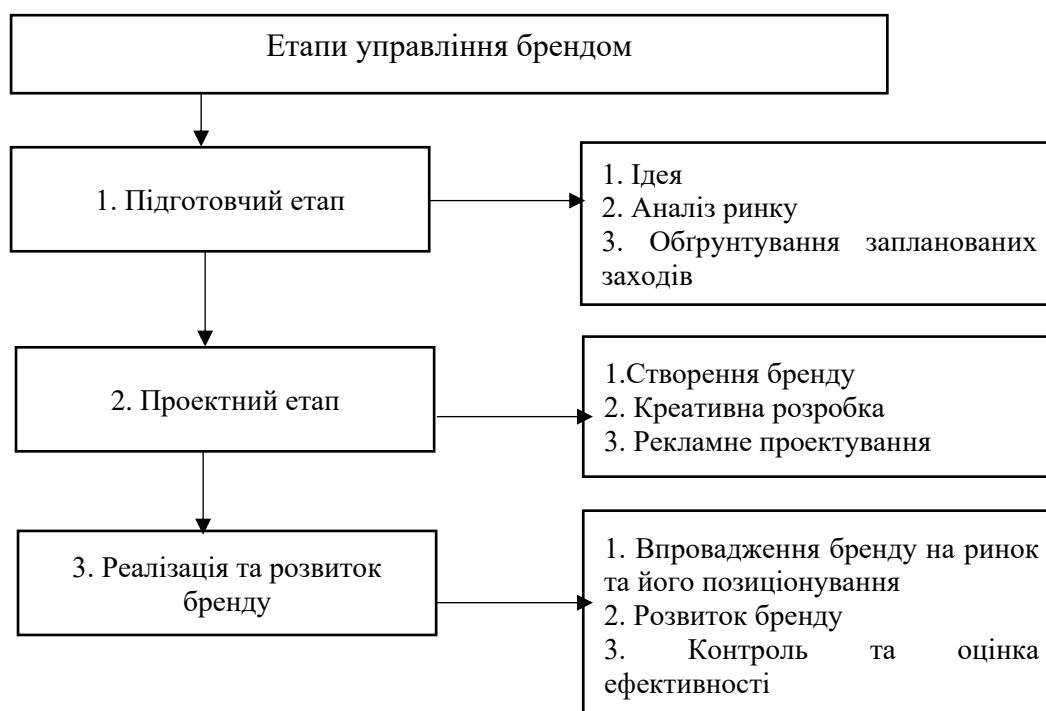 Етапи управління брендом
1. Підготовчий етап
1. Ідея
2. Аналіз ринку
3. Обґрунтування запланованих
заходів
2. Проектний етап
1.Створення бренду
2. Креативна розробка
3. Рекламне проектування
3. Реалізація та розвиток
бренду
1. Впровадження бренду на ринок
та його позиціонування
2. Розвиток бренду
3. Контроль та оцінка
ефективності